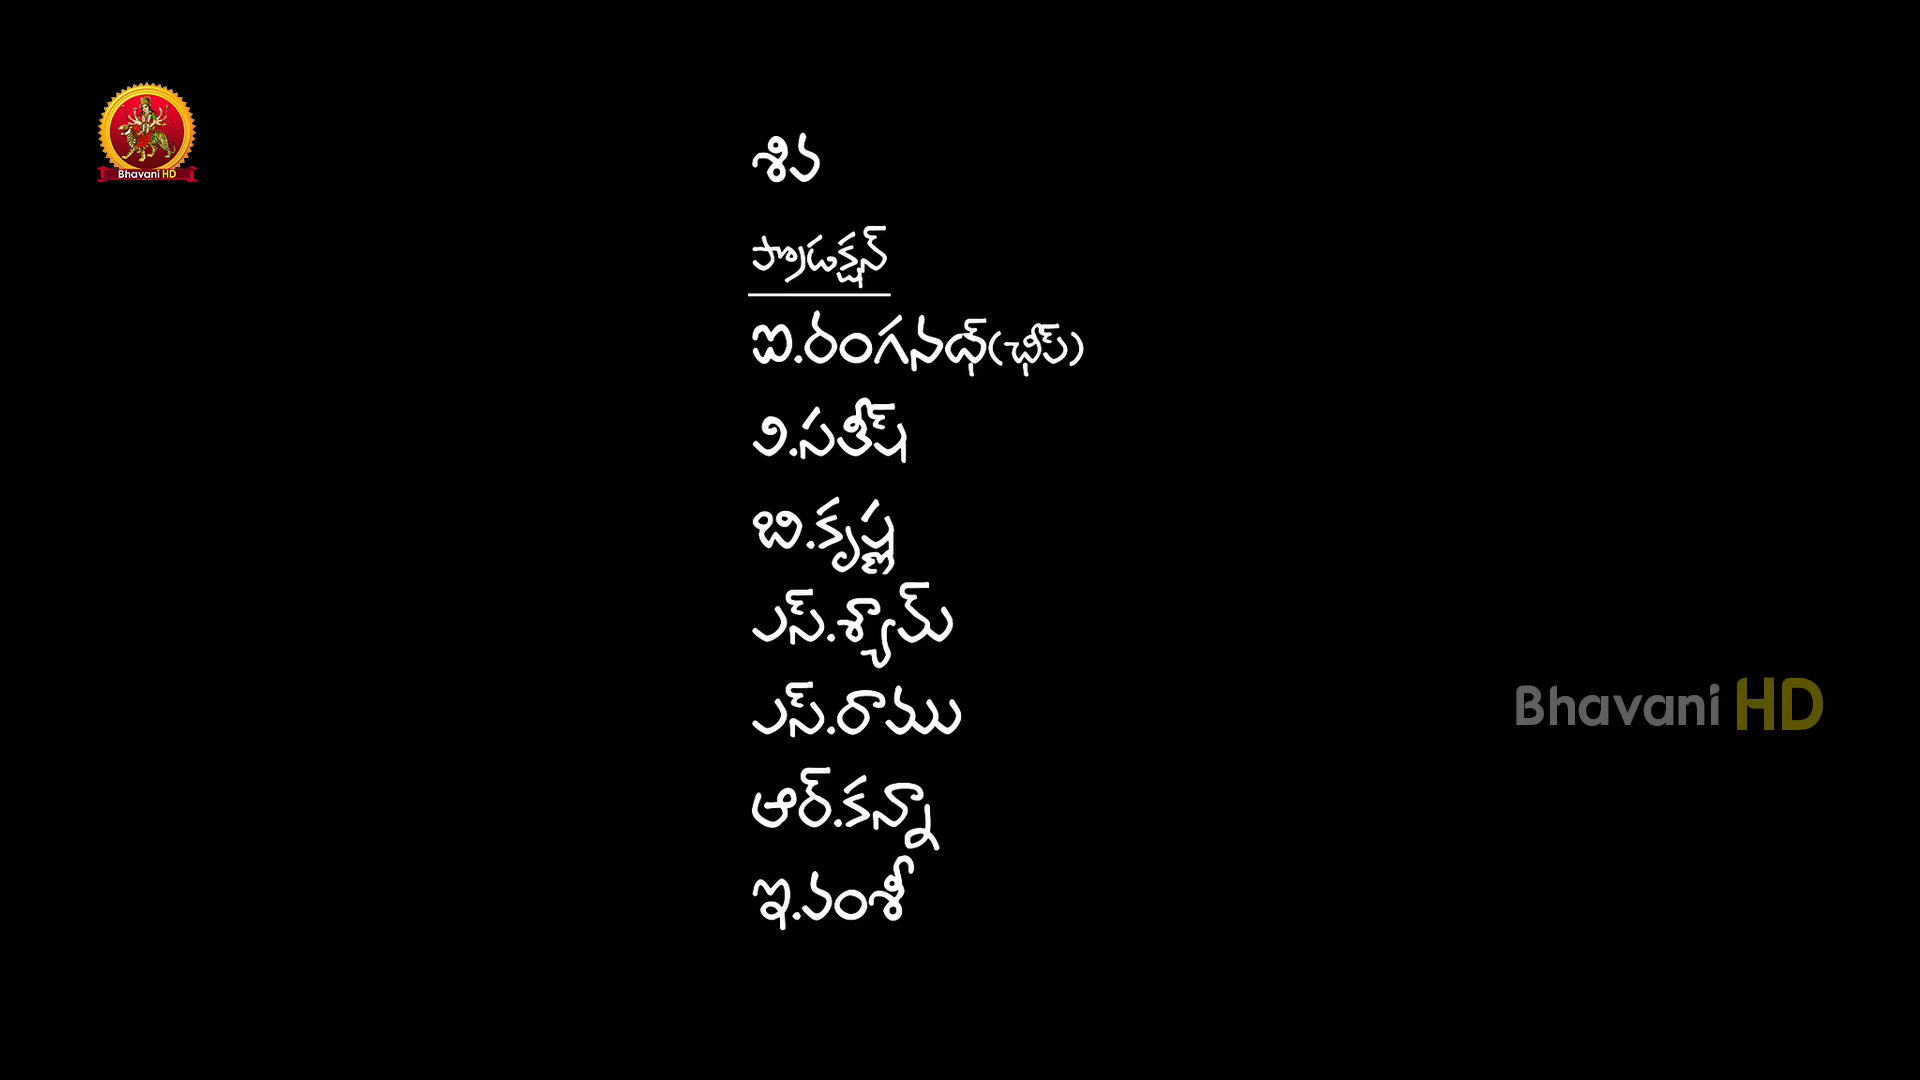 Bhavani HD
శివ
ప్రొడక్షన్
ఐ.రంగనధ్(ఛీప్)
వి.సతీష్
బి.కృష్ణ
ఎస్.శ్యామ్
ఎస్.రాము
Bhavani HD
ఆర్.కన్నా
ఇ.వంశీ